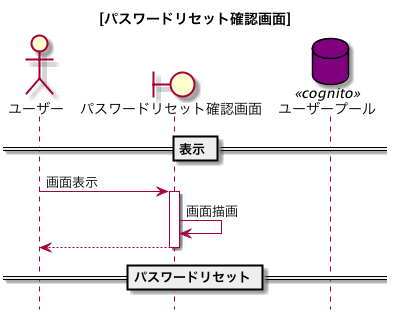 [パスワードリセット確認画面]
«cognito»
ユーザー
パスワードリセット確認画面
ユーザープール
表示
画面表示
画面描画
パスワードリセット